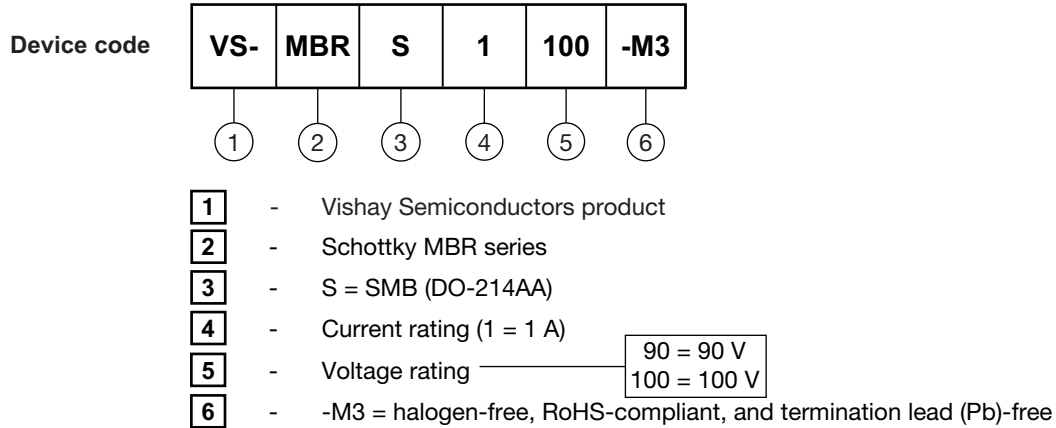 Device code VS- MBR S 1 100 -M3
1 2 3 4 5 6
1 - Vishay Semiconductors product
2 - Schottky MBR series
3 - S = SMB (DO-214AA)
4 - Current rating (1 = 1 A)
5 - Voltage rating 90 = 90 V
100 = 100 V
6 - -M3 = halogen-free, RoHS-compliant, and termination lead (Pb)-free